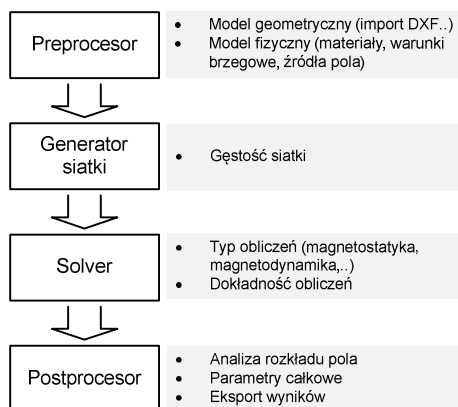 Preprocesor
• Model geometryczny (import DXF..)
• Model fizyczny (materiały, warunki
brzegowe, źródła pola)
Generator
siatki
• Gęstość siatki
Solver
• Typ obliczeń (magnetostatyka,
magnetodynamika,..)
• Dokładność obliczeń
Postprocesor
• Analiza rozkładu pola
• Parametry całkowe
• Eksport wyników